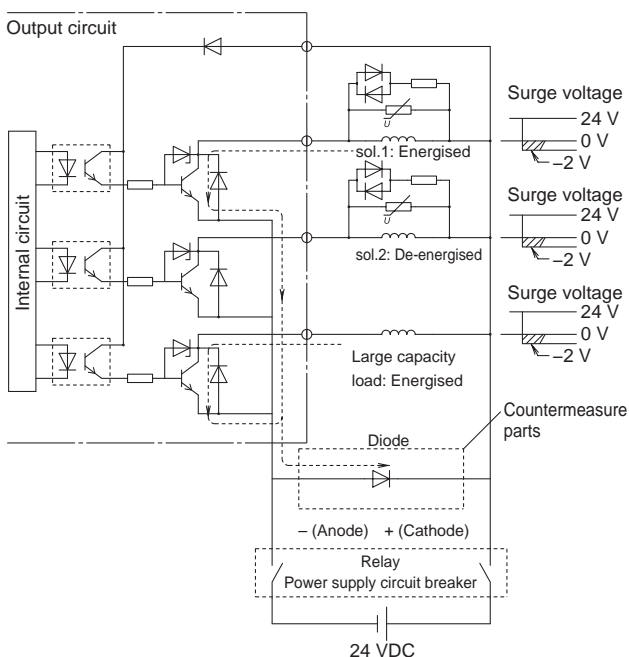 Output circuit
Internal circuit
Surge voltage
24 V
0 V
–2 V
U
sol.1: Energised
Surge voltage
24 V
0 V
–2 V
U
sol.2: De-energised
Surge voltage
24 V
0 V
–2 V
Large capacity
load: Energised
Countermeasure
parts
Diode
– (Anode) + (Cathode)
Relay
Power supply circuit breaker
24 VDC